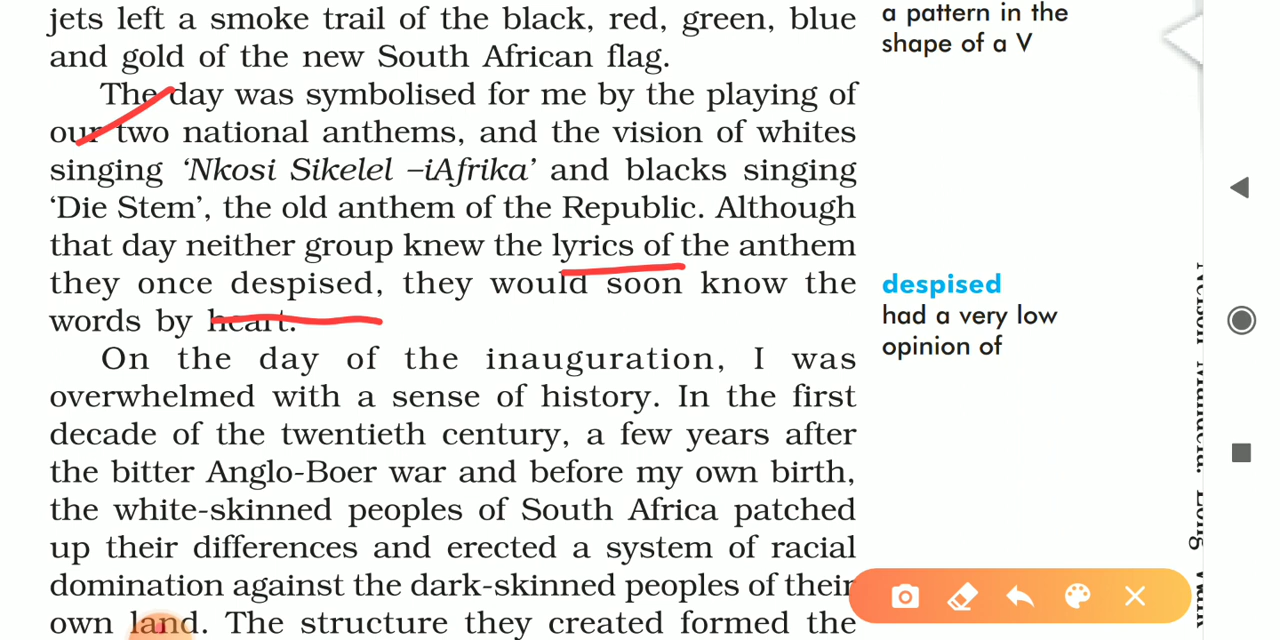 jets left a smoke trail of the black, red, green, blue
and gold of the new South African flag.
The day was symbolised for me by the playing of
our two national anthems, and the vision of whites
singing ‘Nkosi Sikelel –iAfrika’ and blacks singing
‘Die Stem’, the old anthem of the Republic. Although
that day neither group knew the lyrics of the anthem
they once despised, they would soon know the
words by heart.
On the day of the inauguration, I was
overwhelmed with a sense of history. In the first
decade of the twentieth century, a few years after
the bitter Anglo-Boer war and before my own birth,
the white-skinned peoples of South Africa patched
up their differences and erected a system of racial
domination against the dark-skinned peoples of their
own land. The structure they created formed the
a pattern in the
shape of a V
despised
had a very low
opinion of